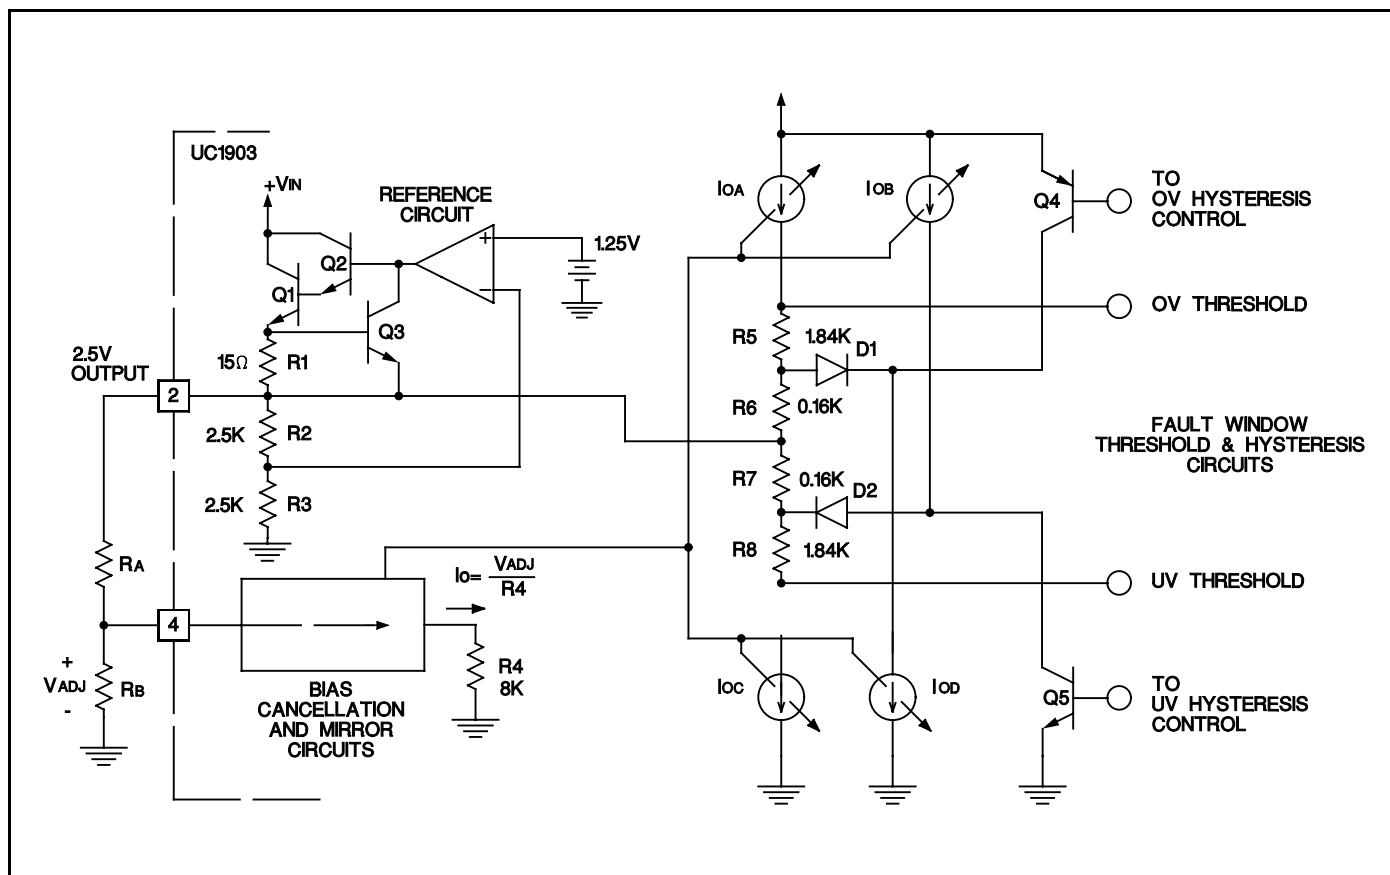 UC1903
+VIN
REFERENCE
CIRCUIT
+
−
1.25V
Q2
Q1
Q3
15Ω
R1
2.5V
OUTPUT
2
2.5K
R2
2.5K
R3
RA
4
+
VADJ
-
RB
IO= VADJ
R4
R4
8K
BIAS
CANCELLATION
AND MIRROR
CIRCUITS
IOA
IOB
Q4
TO
OV HYSTERESIS
CONTROL
OV THRESHOLD
R5
1.84K
D1
R6
0.16K
FAULT WINDOW
THRESHOLD & HYSTERESIS
CIRCUITS
R7
0.16K
D2
R8
1.84K
UV THRESHOLD
IOC
IOD
Q5
TO
UV HYSTERESIS
CONTROL